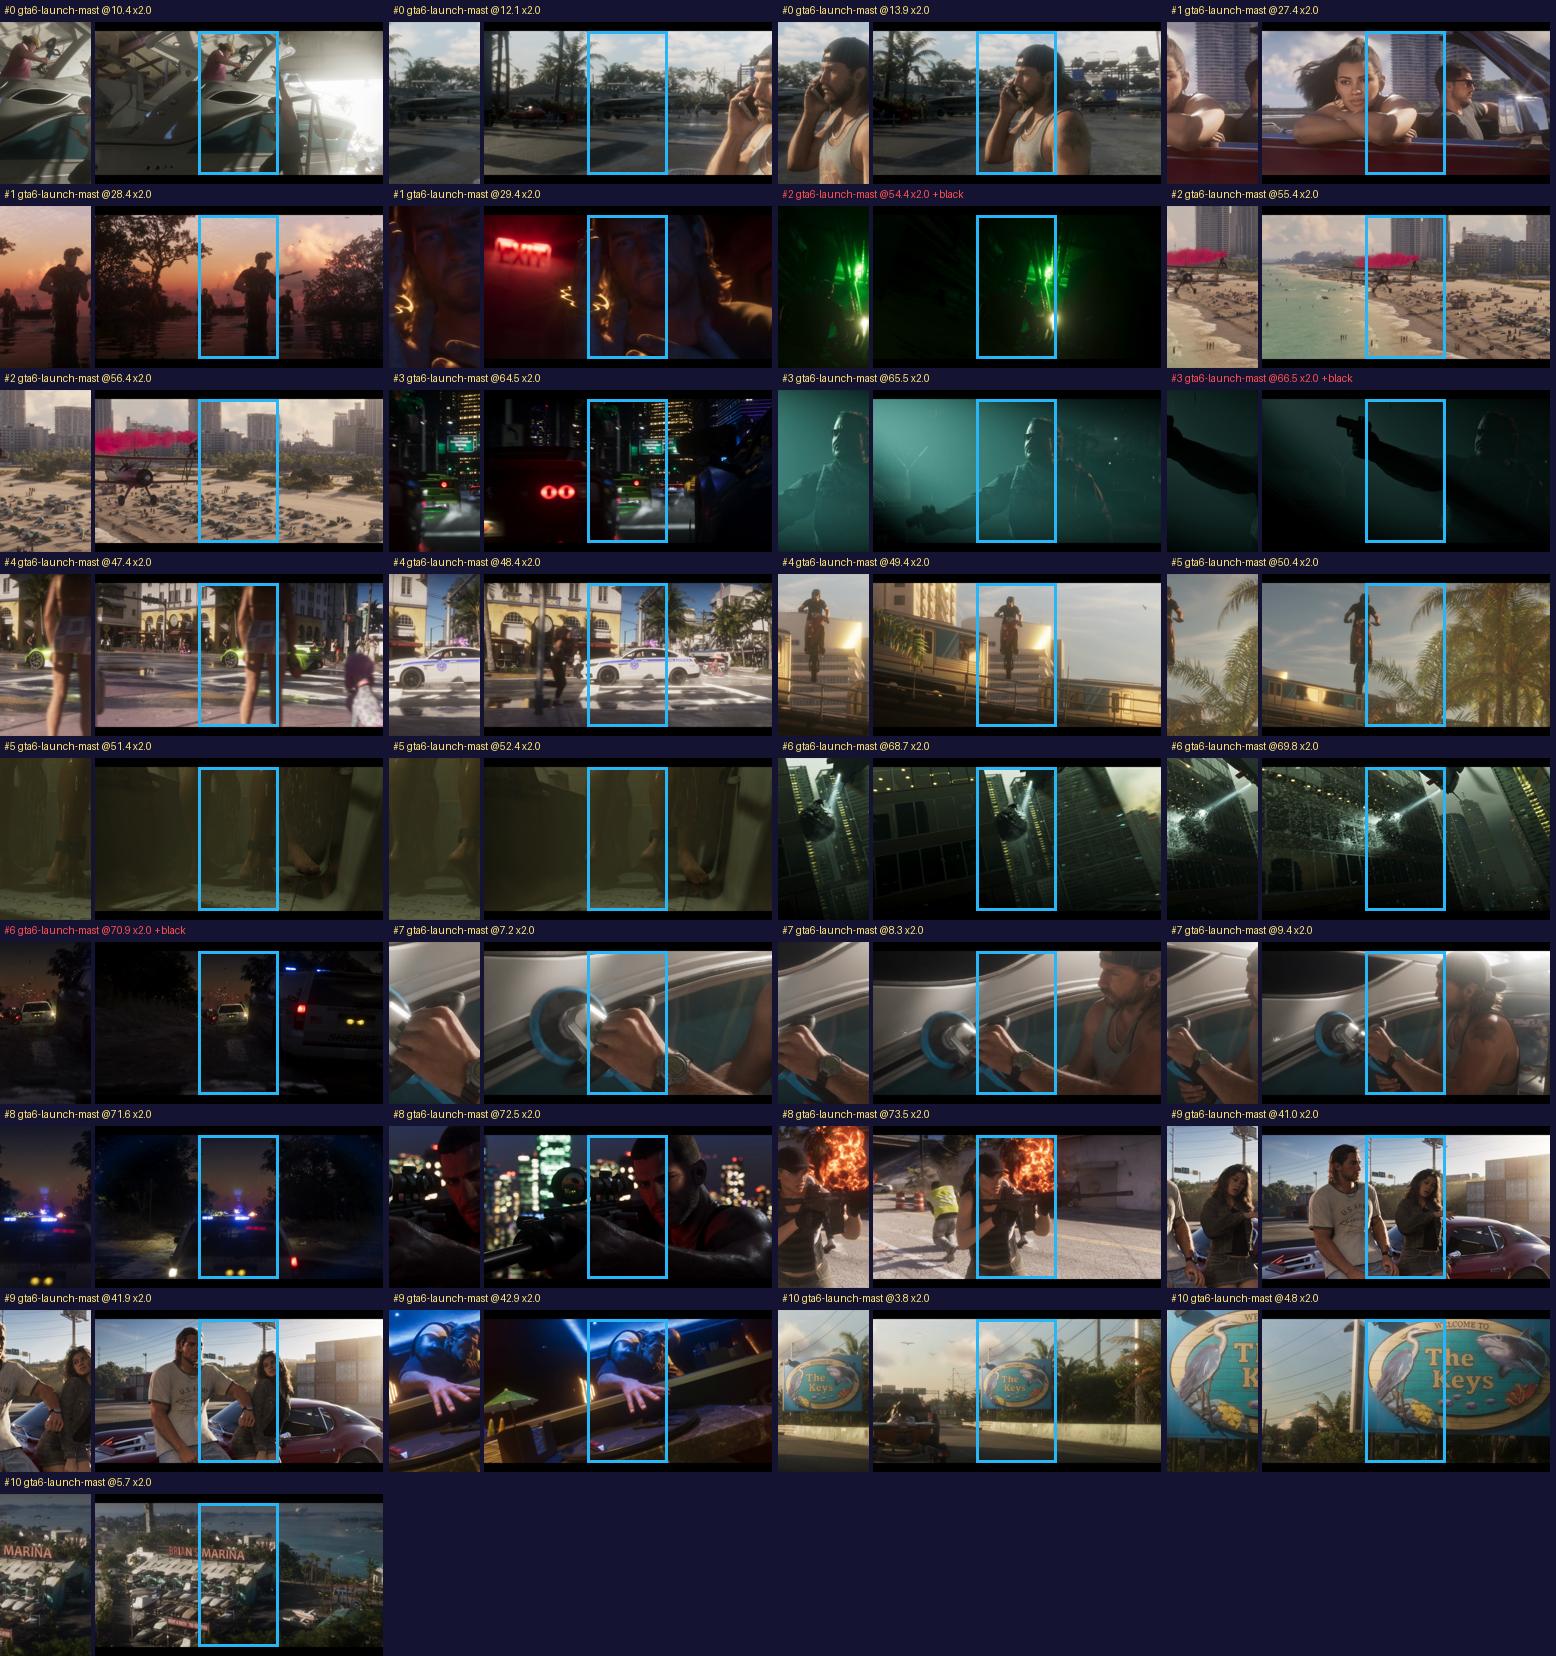 #0 gta6-launch-mast @10.4 x2.0
#0 gta6-launch-mast @12.1 x2.0
#0 gta6-launch-mast @13.9 x2.0
#1 gta6-launch-mast @27.4 x2.0
#1 gta6-launch-mast @28.4 x2.0
#1 gta6-launch-mast @29.4 x2.0
EXIT
#2 gta6-launch-mast @54.4 x2.0 +black
#2 gta6-launch-mast @55.4 x2.0
#2 gta6-launch-mast @56.4 x2.0
#3 gta6-launch-mast @64.5 x2.0
#3 gta6-launch-mast @65.5 x2.0
#3 gta6-launch-mast @66.5 x2.0 +black
#4 gta6-launch-mast @47.4 x2.0
#4 gta6-launch-mast @48.4 x2.0
#4 gta6-launch-mast @49.4 x2.0
#5 gta6-launch-mast @50.4 x2.0
#5 gta6-launch-mast @51.4 x2.0
#5 gta6-launch-mast @52.4 x2.0
#6 gta6-launch-mast @68.7 x2.0
#6 gta6-launch-mast @69.8 x2.0
#6 gta6-launch-mast @70.9 x2.0 +black
SHERIFF
#7 gta6-launch-mast @7.2 x2.0
#7 gta6-launch-mast @8.3 x2.0
#7 gta6-launch-mast @9.4 x2.0
#8 gta6-launch-mast @71.6 x2.0
#8 gta6-launch-mast @72.5 x2.0
#8 gta6-launch-mast @73.5 x2.0
#9 gta6-launch-mast @41.0 x2.0
#9 gta6-launch-mast @41.9 x2.0
#9 gta6-launch-mast @42.9 x2.0
#10 gta6-launch-mast @3.8 x2.0
The
Keys
The
Keys
#10 gta6-launch-mast @4.8 x2.0
WE
T
K
WELCOME TO
The
Keys
#10 gta6-launch-mast @5.7 x2.0
MARINA
BRIAN'S MARINA